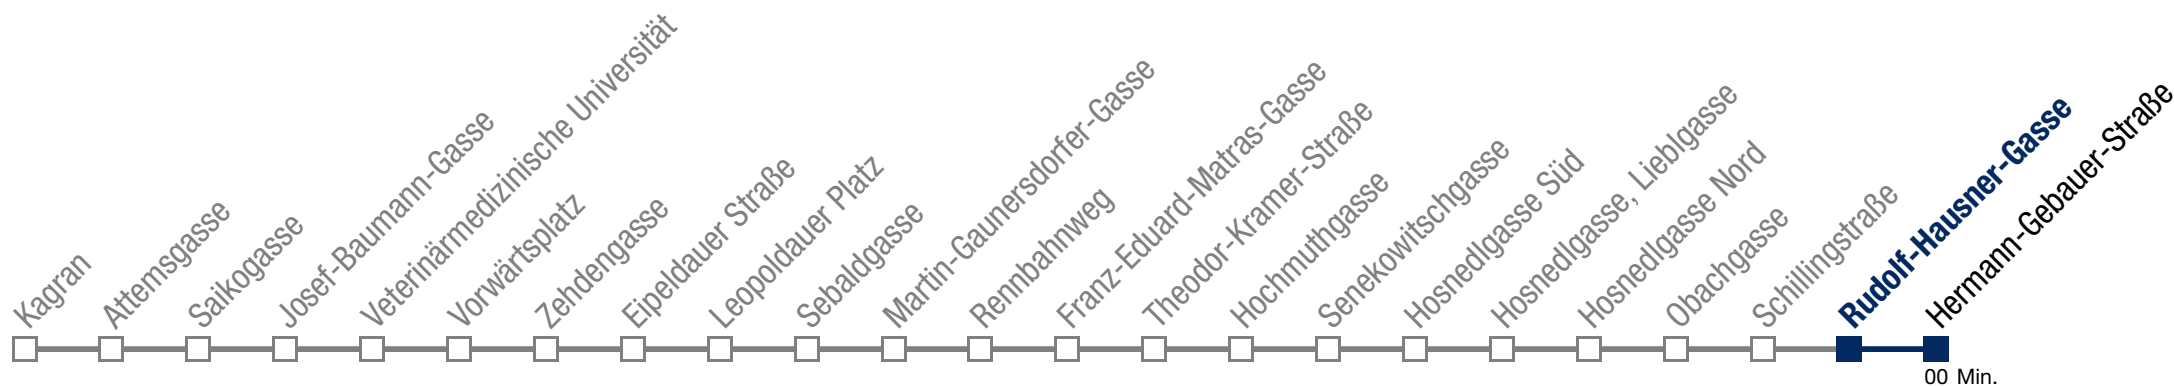 Kagran
Attemsgasse
Saikogasse
Josef-Baumann-Gasse
Veterinärmedizinische Universität
Vorwärtsplatz
Zehdengasse
Eipeldauer Straße
Leopoldauer Platz
Sebaldgasse
Martin-Gaunersdorfer-Gasse
Rennbahnweg
Franz-Eduard-Matras-Gasse
Theodor-Kramer-Straße
Hochmuthgasse
Senekowitschgasse
Hosnedlgasse Süd
Hosnedlgasse, Lieblgasse
Hosnedlgasse Nord
Obachgasse
Schillingstraße
Rudolf-Hausner-Gasse
Hermann-Gebauer-Straße
00 Min.